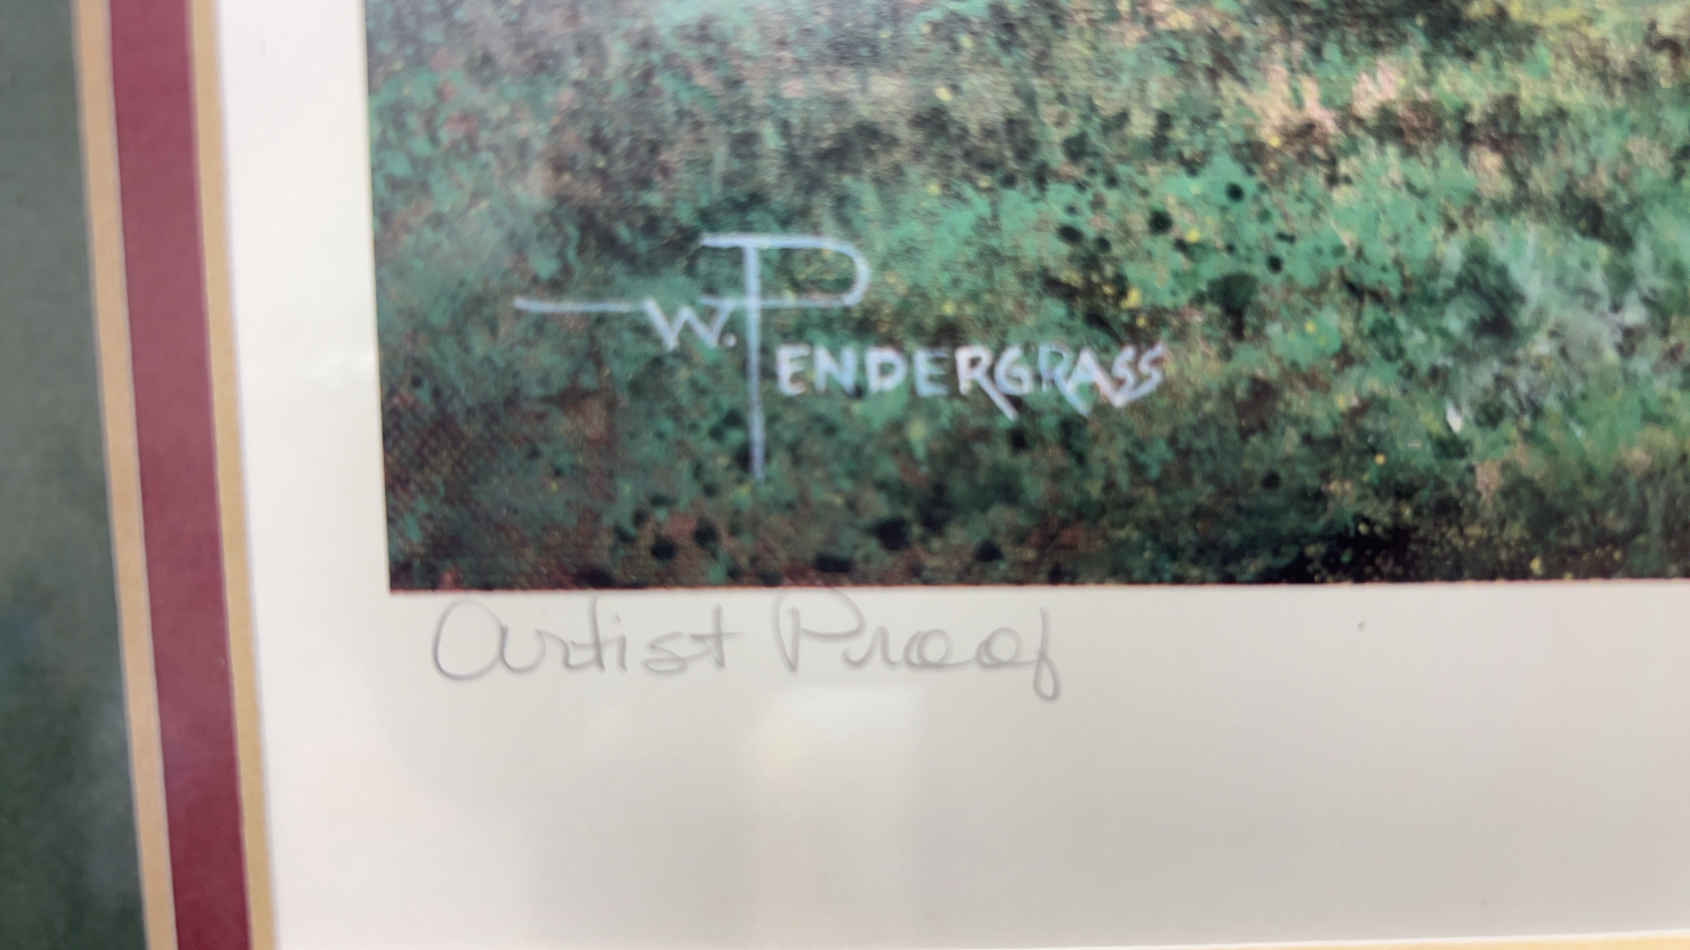 W. PENDERGRASS
Artist Proof